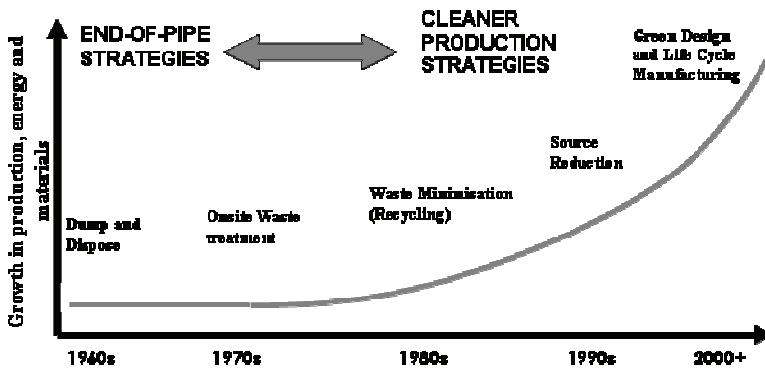 END-OF-PIPE
STRATEGIES
CLEANER
PRODUCTION
STRATEGIES
Green Design
and Life Cycle
Manufacturing
Source
Reduction
Waste Minimisation
(Recycling)
Onsite Waste
treatment
Dump and
Dispose
Growth in production, energy and
materials
1960s
1970s
1980s
1990s
2000+